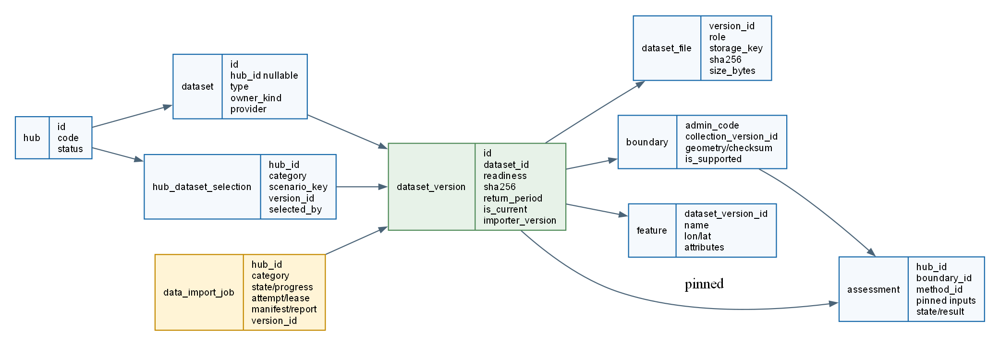 hub
id
code
status
dataset
id
hub_id nullable
type
owner_kind
provider
hub_dataset_selection
hub_id
category
scenario_key
version_id
selected_by
data_import_job
hub_id
category
state/progress
attempt/lease
manifest/report
version_id
dataset_version
id
dataset_id
readiness
sha256
return_period
is_current
importer_version
dataset_file
version_id
role
storage_key
sha256
size_bytes
boundary
admin_code
collection_version_id
geometry/checksum
is_supported
feature
dataset_version_id
name
lon/lat
attributes
pinned
assessment
hub_id
boundary_id
method_id
pinned inputs
state/result